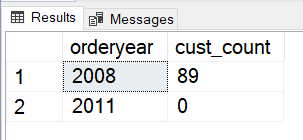 Results Messages
orderyear cust_count
1 2008 89
2 2011 0